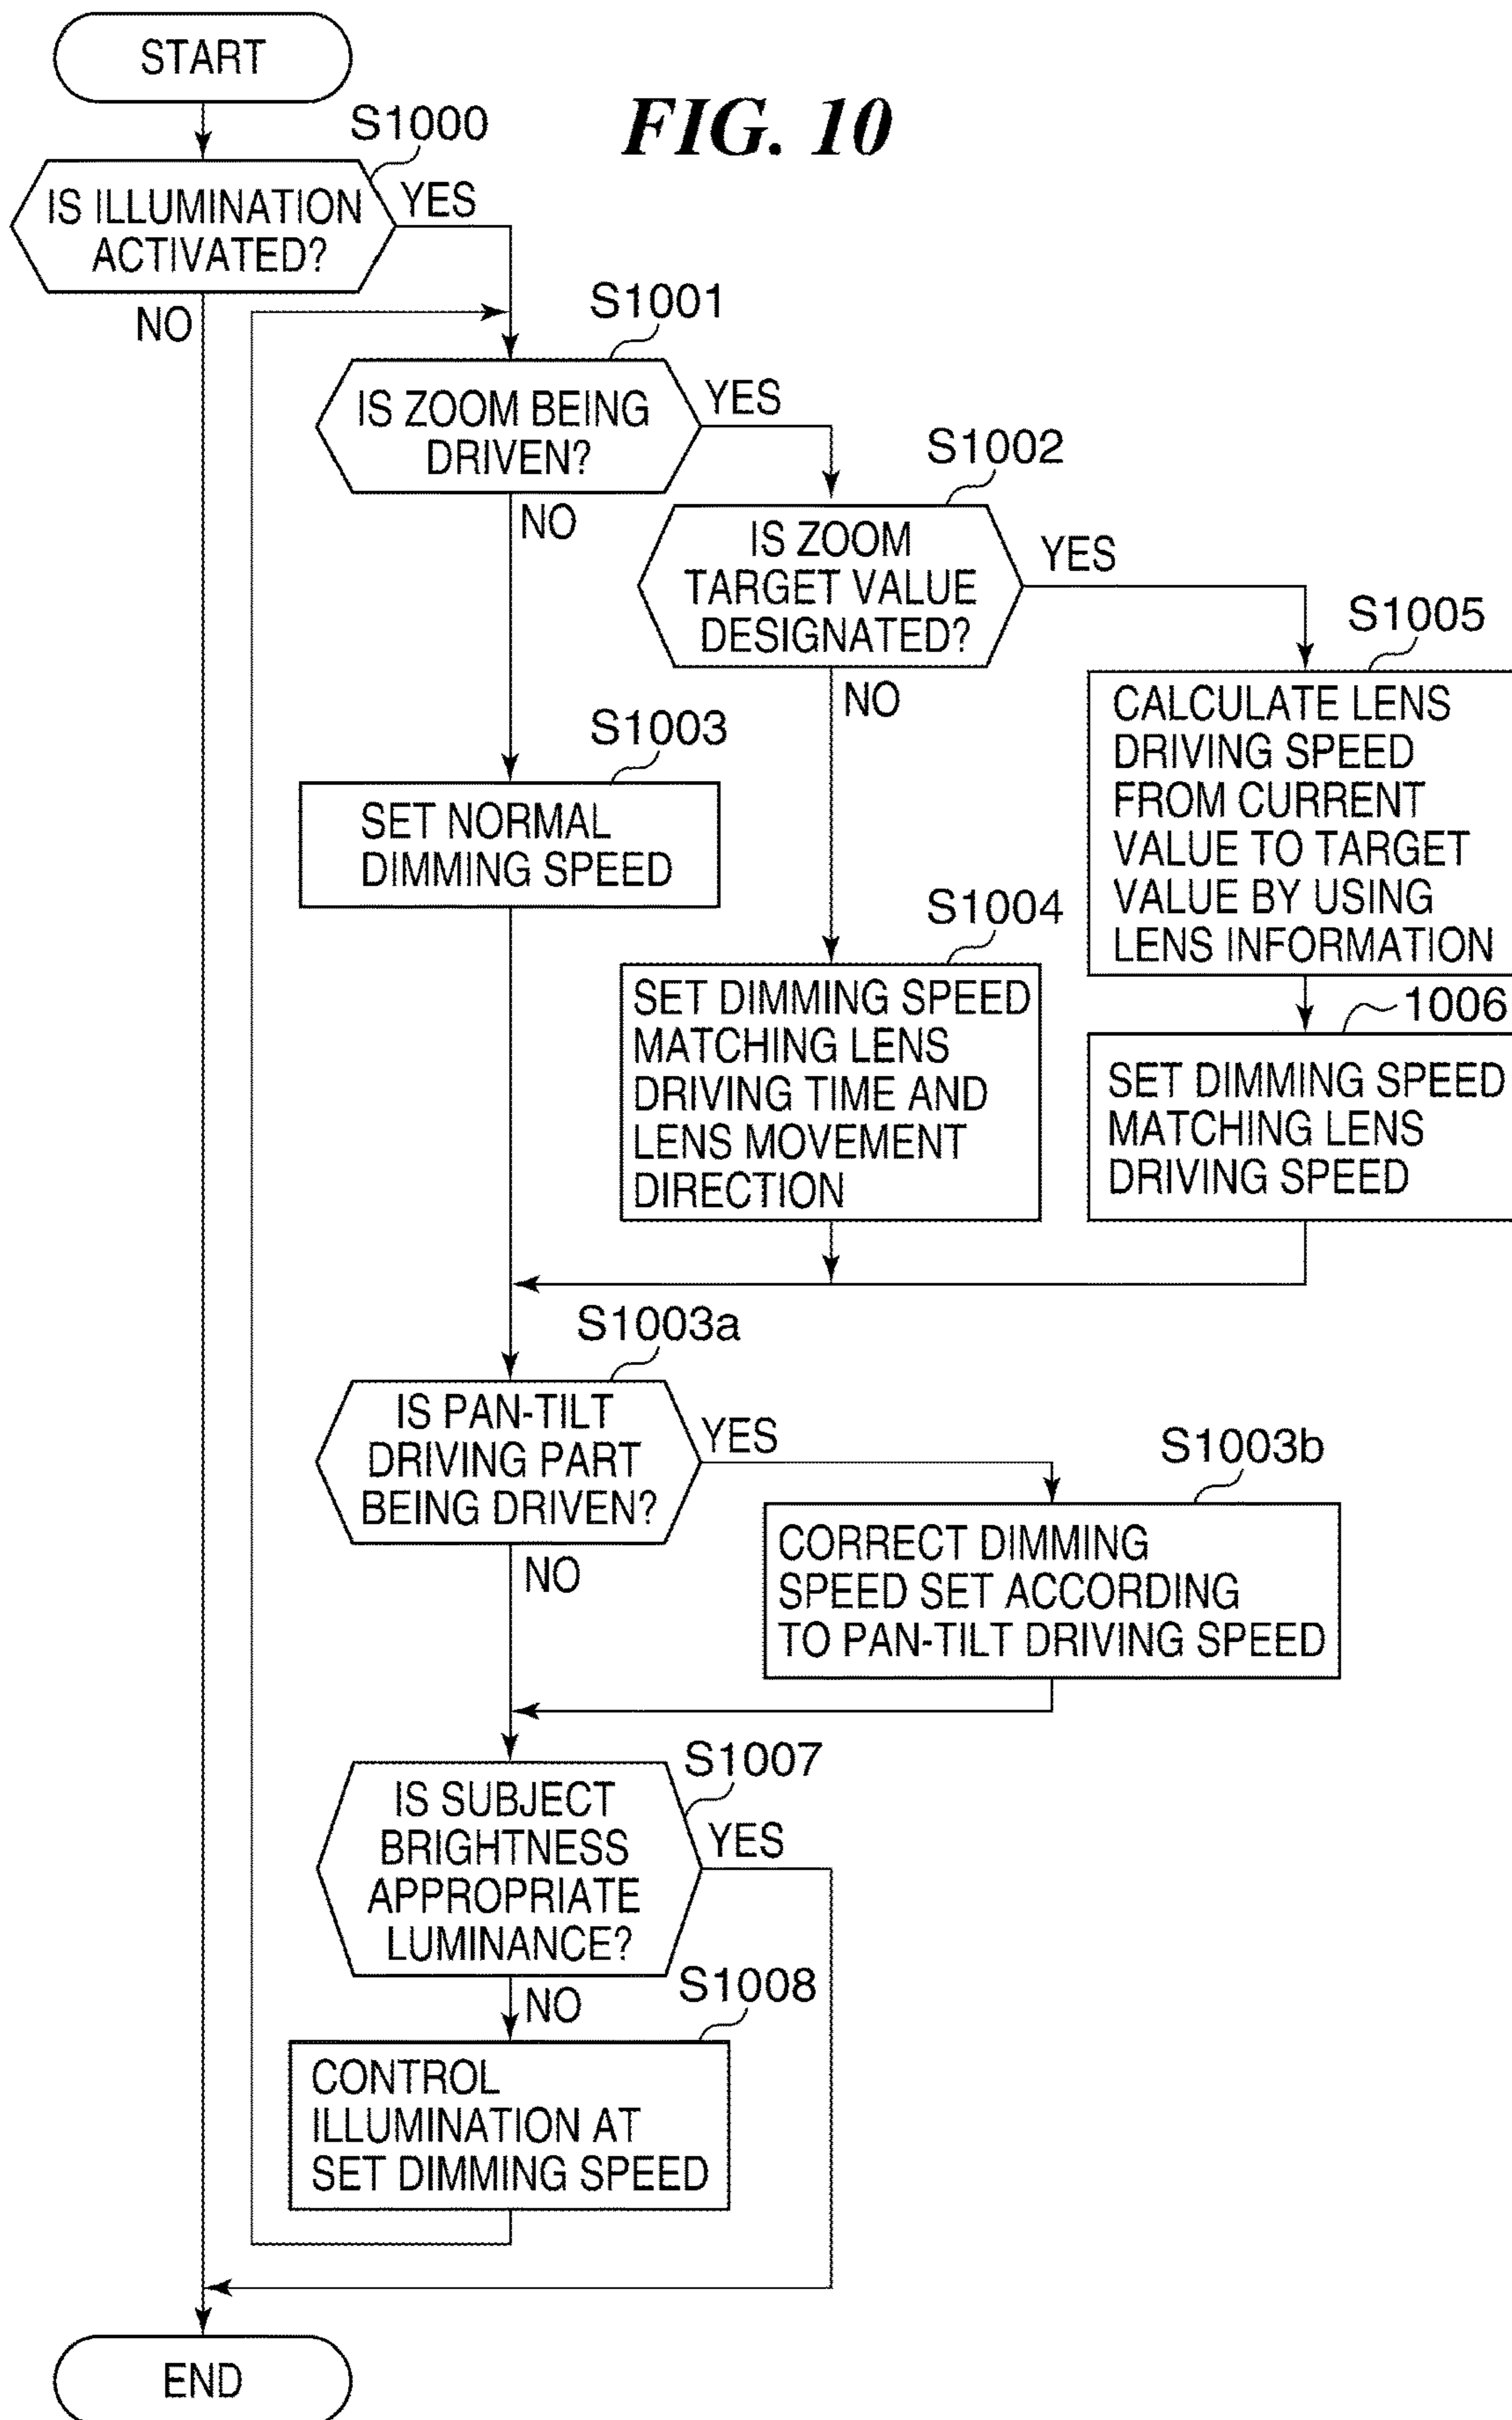 START
FIG. 10
S1000
IS ILLUMINATION
ACTIVATED?
YES
NO
S1001
IS ZOOM BEING
DRIVEN?
YES
NO
S1002
IS ZOOM
TARGET VALUE
DESIGNATED?
YES
NO
S1003
SET NORMAL
DIMMING SPEED
S1004
SET DIMMING SPEED
MATCHING LENS
DRIVING TIME AND
LENS MOVEMENT
DIRECTION
S1005
CALCULATE LENS
DRIVING SPEED
FROM CURRENT
VALUE TO TARGET
VALUE BY USING
LENS INFORMATION
1006
SET DIMMING SPEED
MATCHING LENS
DRIVING SPEED
S1003a
IS PAN-TILT
DRIVING PART
BEING DRIVEN?
YES
NO
S1003b
CORRECT DIMMING
SPEED SET ACCORDING
TO PAN-TILT DRIVING SPEED
S1007
IS SUBJECT
BRIGHTNESS
APPROPRIATE
LUMINANCE?
YES
NO
S1008
CONTROL
ILLUMINATION AT
SET DIMMING SPEED
END